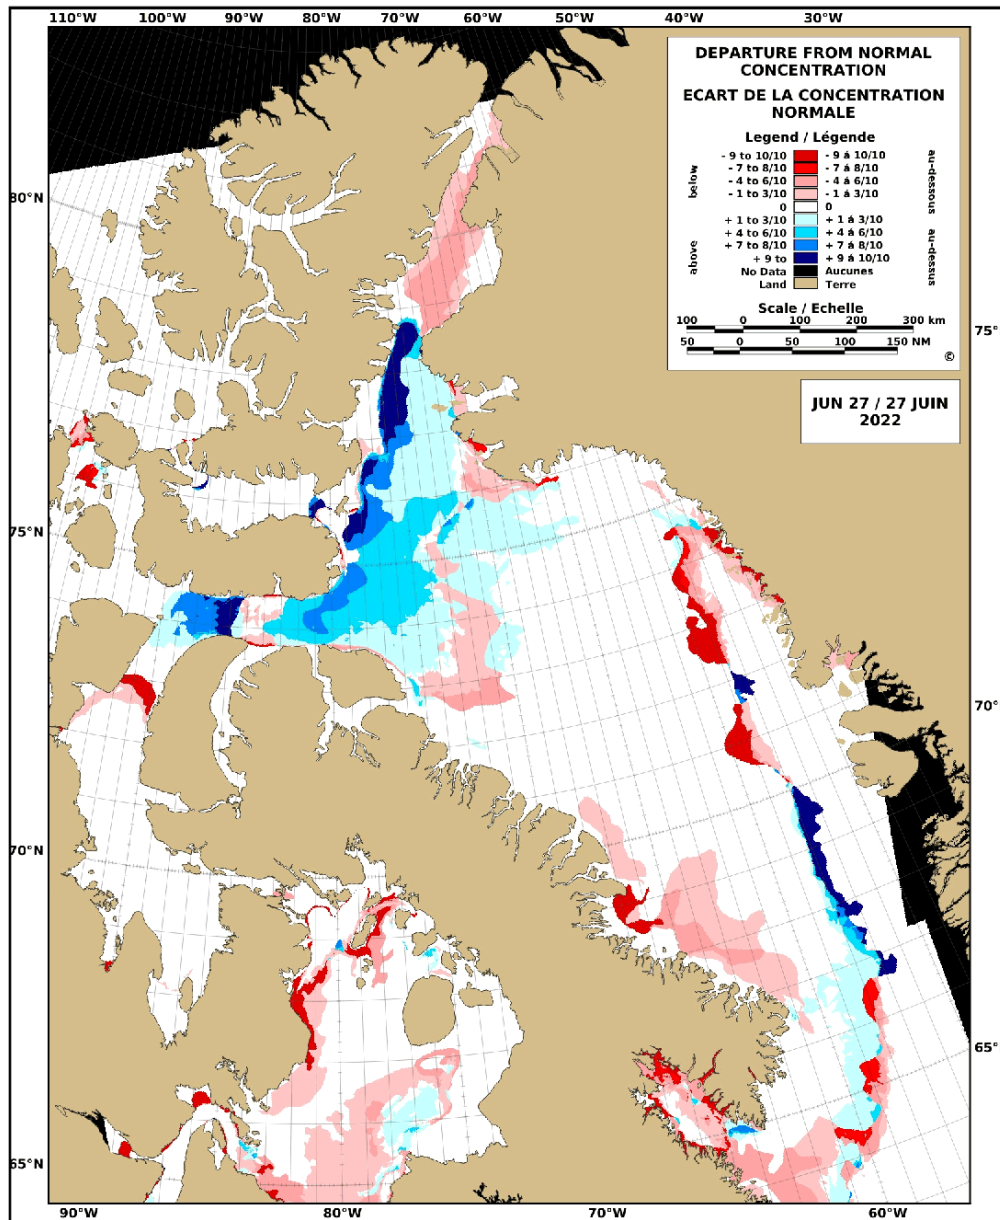 110°W 100°W 90°W 80°W 70°W 60°W 50°W 40°W 30°W
DEPARTURE FROM NORMAL
CONCENTRATION
ECART DE LA CONCENTRATION
NORMALE
Legend / Légende
below
above
- 9 to 10/10 - 9 á 10/10
- 7 to 8/10 - 7 á 8/10
- 4 to 6/10 - 4 á 6/10
- 1 to 3/10 - 1 á 3/10
0 0
+ 1 to 3/10 + 1 á 3/10
+ 4 to 6/10 + 4 á 6/10
+ 7 to 8/10 + 7 á 8/10
+ 9 to + 9 á 10/10
No Data Aucunes
Land Terre
au-dessous
au-dessus
Scale / Echelle
100 0 100 200 300 km
50 0 50 100 150 NM
©
JUN 27 / 27 JUIN
2022
80°N
75°N
70°N
65°N
75°
70°N
65°
90°W 80°W 70°W 60°W